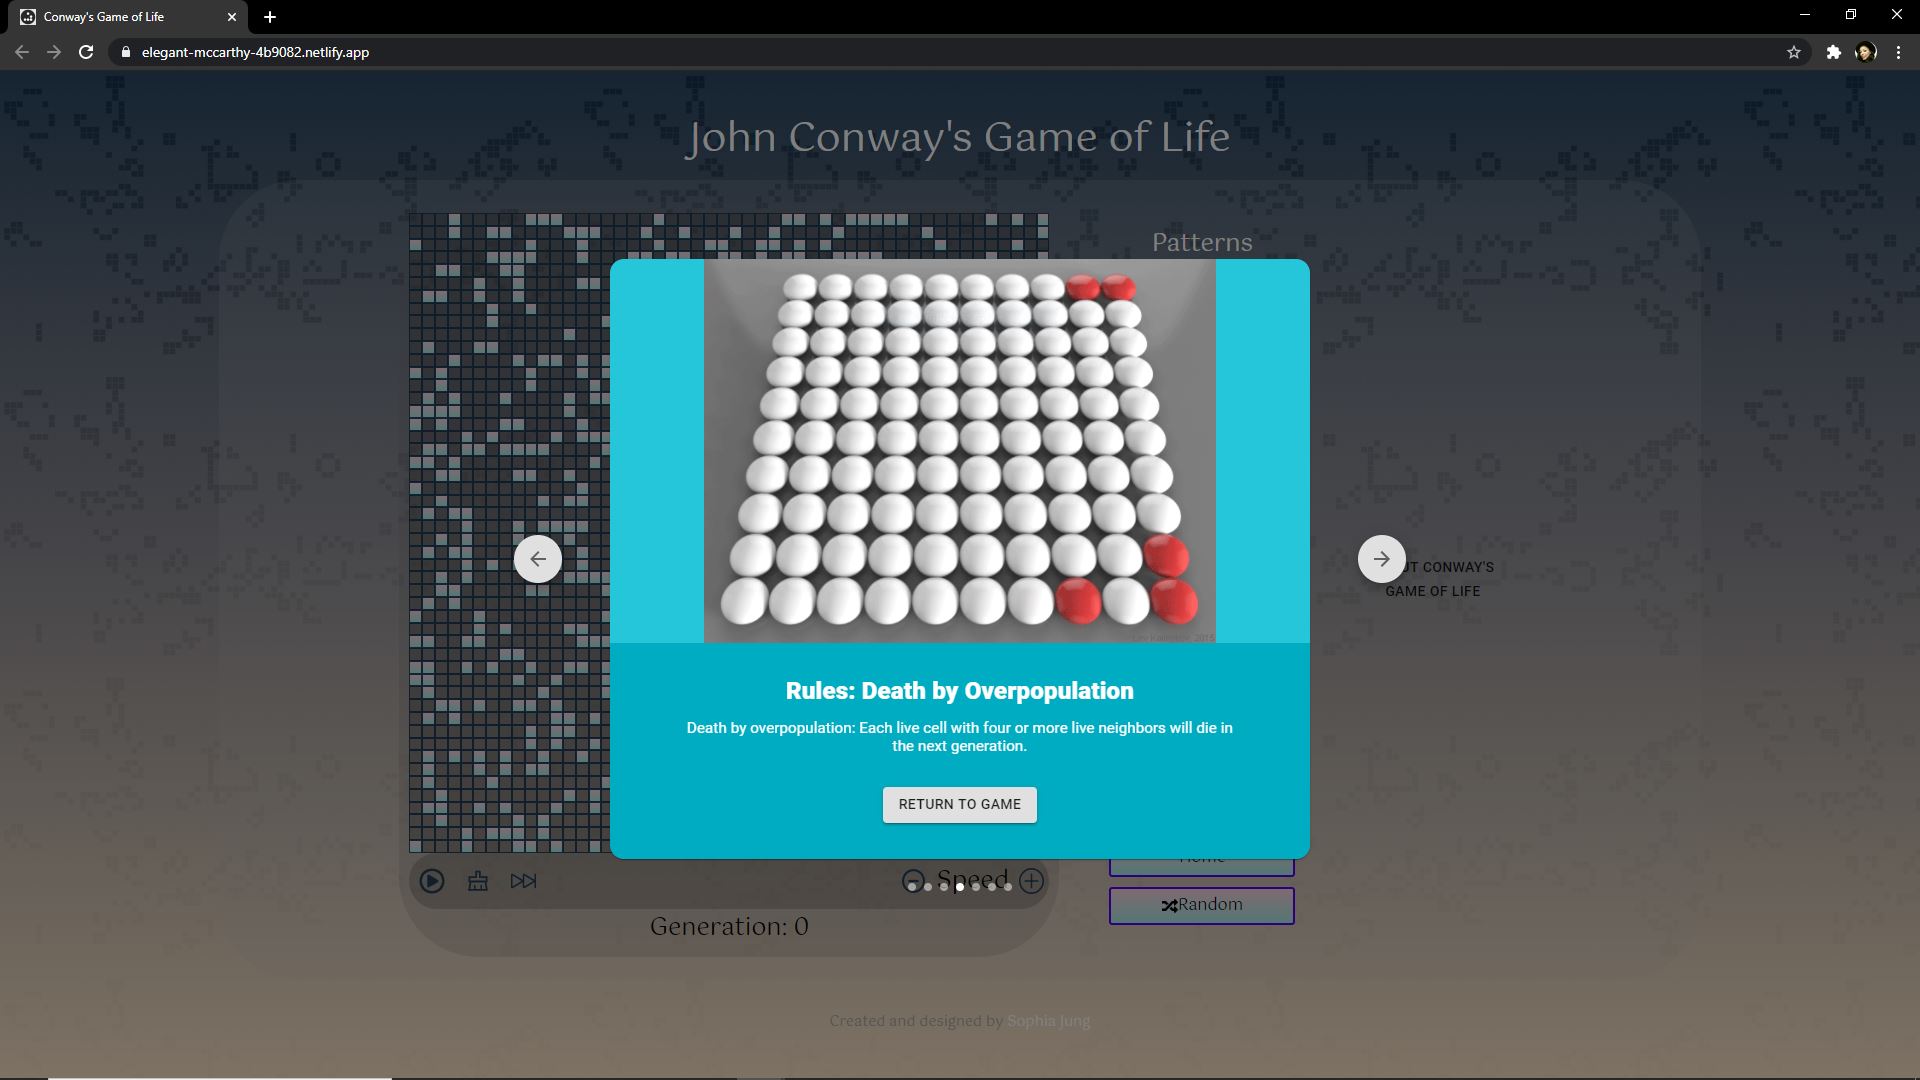 Conway's Game of Life
elegant-mccarthy-4b9082.netlify.app
John Conway's Game of Life
Patterns
UT CONWAY'S
GAME OF LIFE
Rules: Death by Overpopulation
Death by overpopulation: Each live cell with four or more live neighbors will die in
the next generation.
RETURN TO GAME
Home
Speed
Random
Generation: 0
Created and designed by Sophia Jung